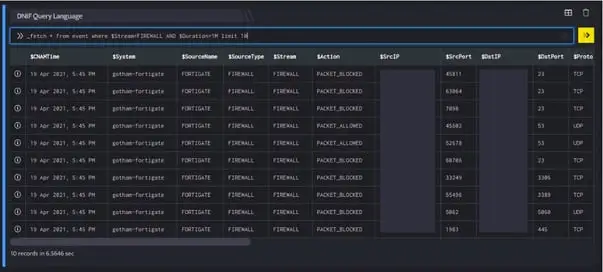 DNIF Query Language
_fetch * from event where $Stream=FIREWALL AND $Duration=1M limit 10
$CNAMTime $System $SourceName $SourceType $Stream $Action $SrcIP $SrcPort $DstIP $DstPort $Proto
19 Apr 2021, 5:45 PM gotham-fortigate FORTIGATE FIREWALL FIREWALL PACKET_BLOCKED 45811 23 TCP
19 Apr 2021, 5:45 PM gotham-fortigate FORTIGATE FIREWALL FIREWALL PACKET_BLOCKED 63064 23 TCP
19 Apr 2021, 5:45 PM gotham-fortigate FORTIGATE FIREWALL FIREWALL PACKET_BLOCKED 7090 23 TCP
19 Apr 2021, 5:45 PM gotham-fortigate FORTIGATE FIREWALL FIREWALL PACKET_ALLOWED 45603 53 UDP
19 Apr 2021, 5:45 PM gotham-fortigate FORTIGATE FIREWALL FIREWALL PACKET_ALLOWED 52678 53 UDP
19 Apr 2021, 5:45 PM gotham-fortigate FORTIGATE FIREWALL FIREWALL PACKET_BLOCKED 60706 23 TCP
19 Apr 2021, 5:45 PM gotham-fortigate FORTIGATE FIREWALL FIREWALL PACKET_BLOCKED 33249 3306 TCP
19 Apr 2021, 5:45 PM gotham-fortigate FORTIGATE FIREWALL FIREWALL PACKET_BLOCKED 55496 3389 TCP
19 Apr 2021, 5:45 PM gotham-fortigate FORTIGATE FIREWALL FIREWALL PACKET_BLOCKED 5062 5060 UDP
19 Apr 2021, 5:45 PM gotham-fortigate FORTIGATE FIREWALL FIREWALL PACKET_BLOCKED 1983 445 TCP
10 records in 6.5646 sec